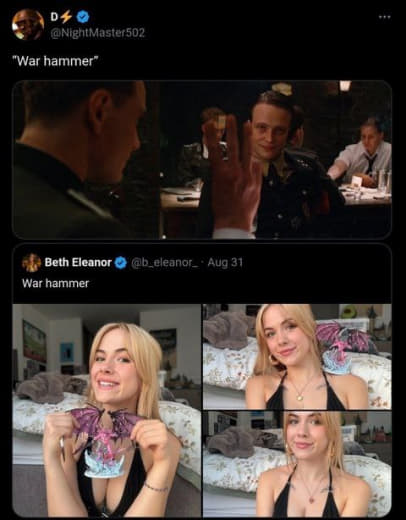 D⚡
@NightMaster502
"War hammer"
Beth Eleanor @b_eleanor_ · Aug 31
War hammer